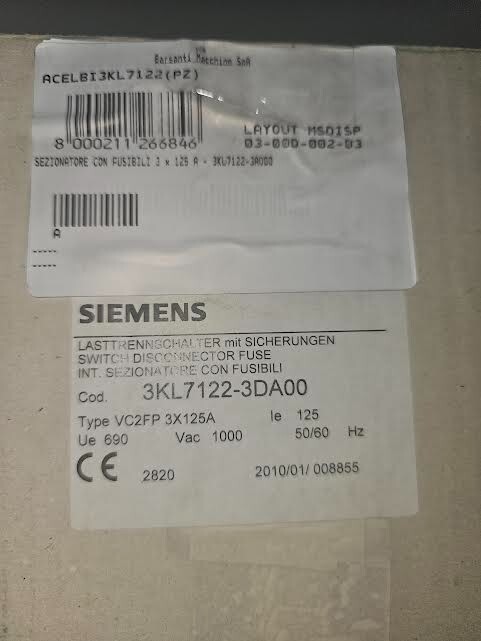 Barsanti Macchine SpA
ACELBI3KL7122(PZ)
8 000211 266846
LAYOUT MSDISP
03-000-002-03
SEZIONATORE CON FUSIBILI 3 x 125 A - 3KL7122-3A000
A
-----
-----
SIEMENS
LASTTRENNSCHALTER mit SICHERUNGEN
SWITCH DISCONNECTOR FUSE
INT. SEZIONATORE CON FUSIBILI
Cod. 3KL7122-3DA00
Type VC2FP 3X125A Ie 125
Ue 690 Vac 1000 50/60 Hz
CE 2820 2010/01/ 008855